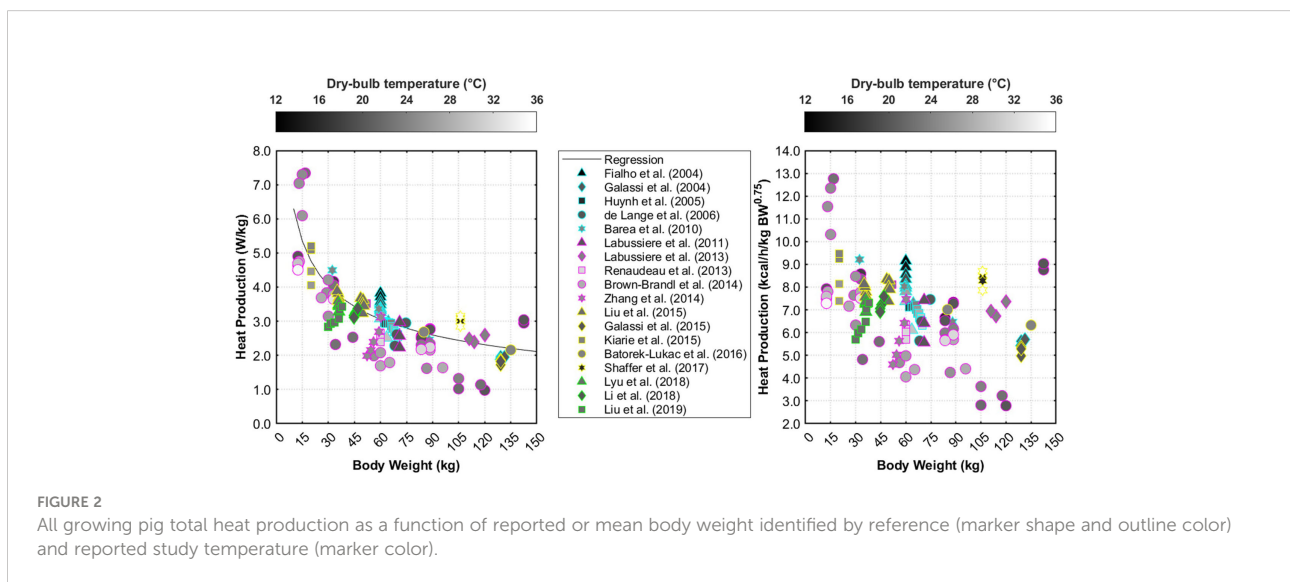 Dry-bulb temperature (°C)
12 16 20 24 28 32 36
8.0
7.0
6.0
5.0
4.0
3.0
2.0
1.0
0.0
Heat Production (W/kg)
0 15 30 45 60 75 90 105 120 135 150
Body Weight (kg)
Regression
Fialho et al. (2004)
Galassi et al. (2004)
Huynh et al. (2005)
de Lange et al. (2006)
Barea et al. (2010)
Labussiere et al. (2011)
Labussiere et al. (2013)
Renaudeau et al. (2013)
Brown-Brandl et al. (2014)
Zhang et al. (2014)
Liu et al. (2015)
Galassi et al. (2015)
Kiarie et al. (2015)
Batorek-Lukac et al. (2016)
Shaffer et al. (2017)
Lyu et al. (2018)
Li et al. (2018)
Liu et al. (2019)
Dry-bulb temperature (°C)
12 16 20 24 28 32 36
14.0
13.0
12.0
11.0
10.0
9.0
8.0
7.0
6.0
5.0
4.0
3.0
2.0
Heat Production (kcal/h/kg BW^0.75)
0 15 30 45 60 75 90 105 120 135 150
Body Weight (kg)
FIGURE 2
All growing pig total heat production as a function of reported or mean body weight identified by reference (marker shape and outline color)
and reported study temperature (marker color).